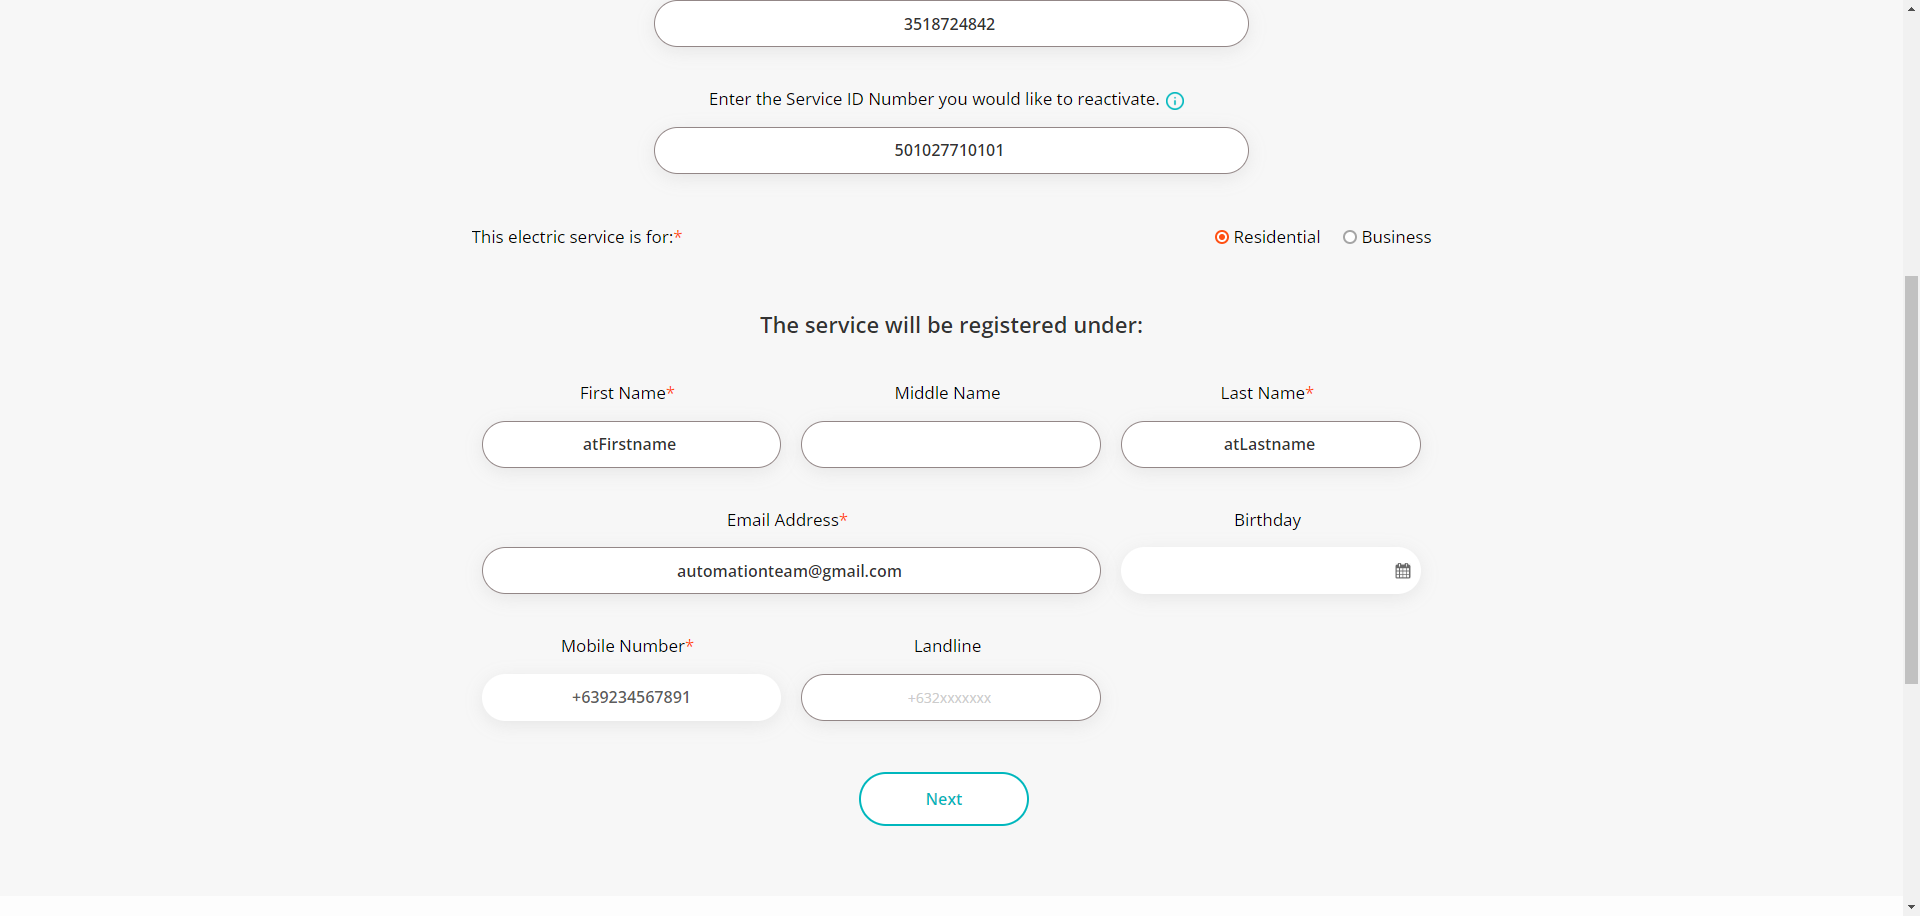 3518724842
Enter the Service ID Number you would like to reactivate.
501027710101
This electric service is for:* Residential Business
The service will be registered under:
First Name* Middle Name Last Name*
atFirstname atLastname
Email Address* Birthday
automationteam@gmail.com
Mobile Number* Landline
+639234567891 +632xxxxxxx
Next